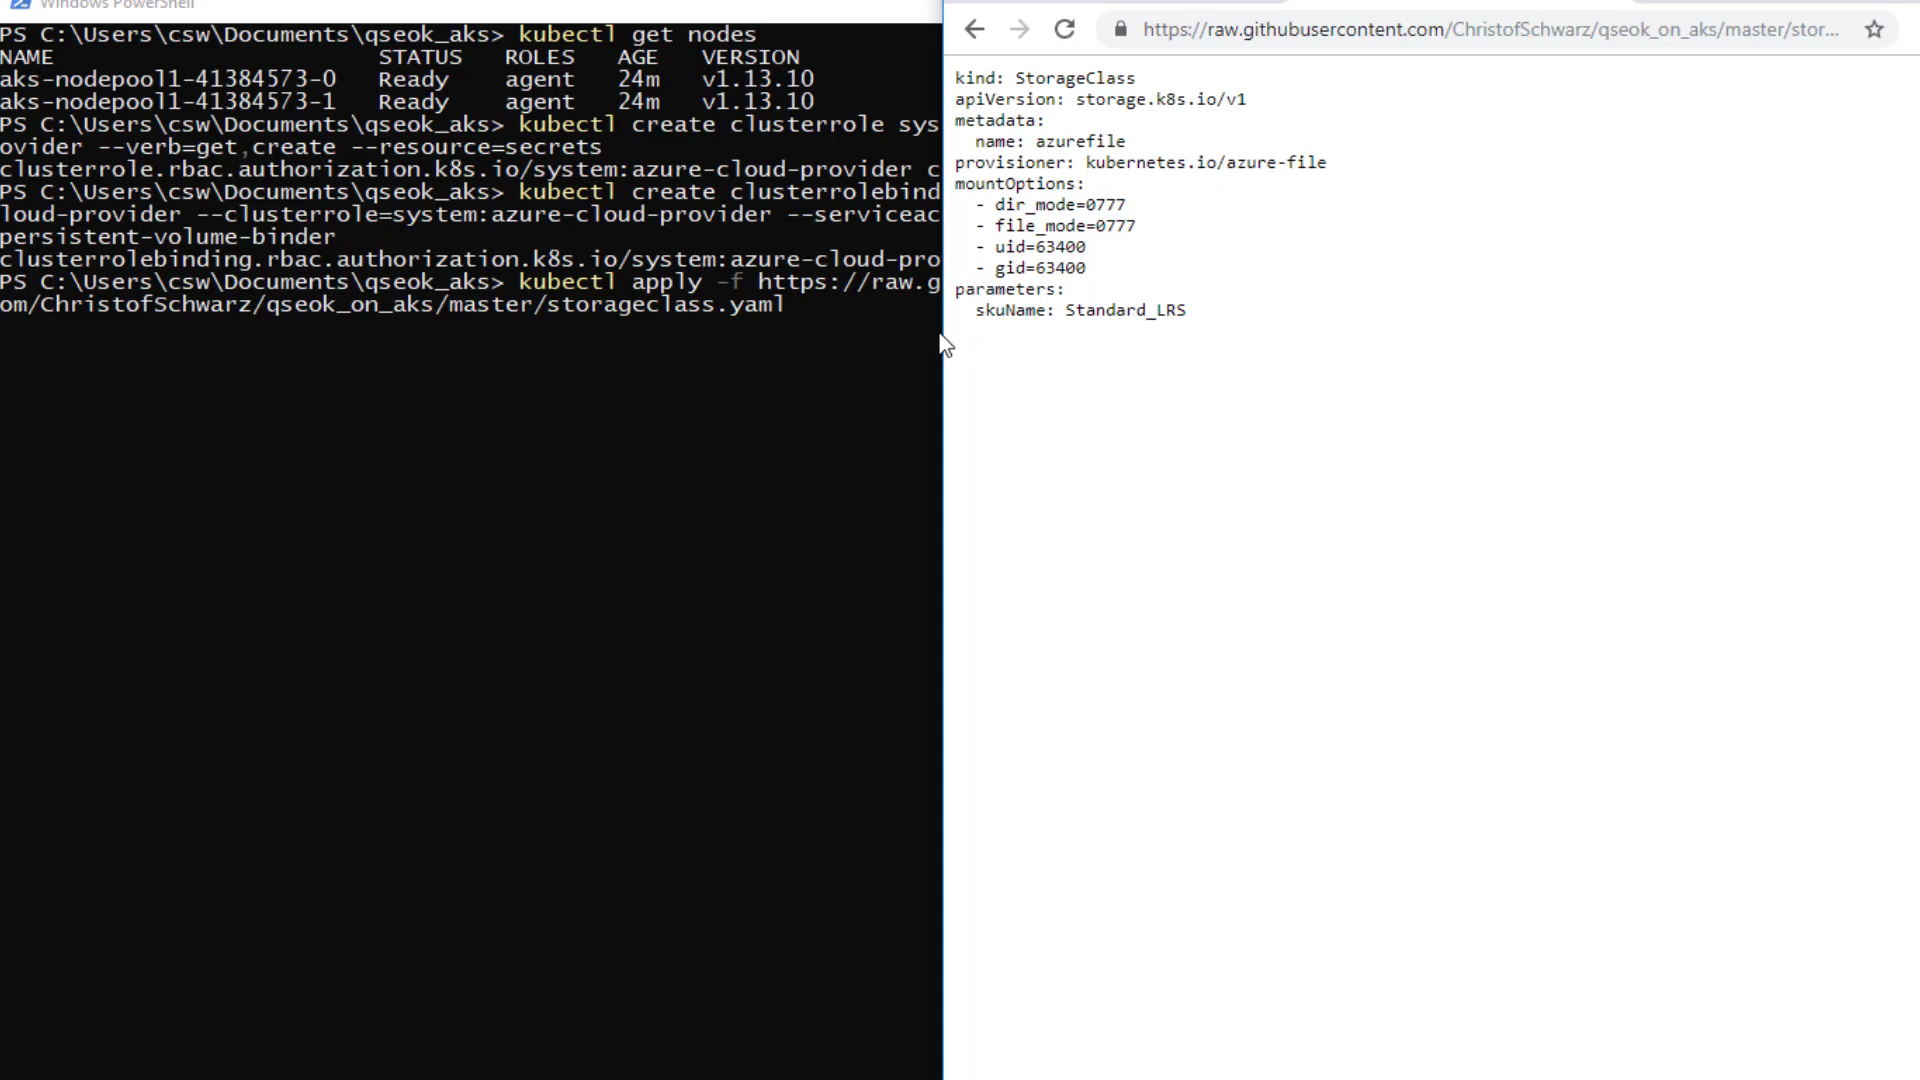 Windows PowerShell
PS C:\Users\csw\Documents\qseok_aks> kubectl get nodes
NAME STATUS ROLES AGE VERSION
aks-nodepool1-41384573-0 Ready agent 24m v1.13.10
aks-nodepool1-41384573-1 Ready agent 24m v1.13.10
PS C:\Users\csw\Documents\qseok_aks> kubectl create clusterrole sys
ovider --verb=get,create --resource=secrets
clusterrole.rbac.authorization.k8s.io/system:azure-cloud-provider c
PS C:\Users\csw\Documents\qseok_aks> kubectl create clusterrolebind
loud-provider --clusterrole=system:azure-cloud-provider --serviceac
persistent-volume-binder
clusterrolebinding.rbac.authorization.k8s.io/system:azure-cloud-pro
PS C:\Users\csw\Documents\qseok_aks> kubectl apply -f https://raw.g
om/ChristofSchwarz/qseok_on_aks/master/storageclass.yaml
https://raw.githubusercontent.com/ChristofSchwarz/qseok_on_aks/master/stor...
kind: StorageClass
apiVersion: storage.k8s.io/v1
metadata:
  name: azurefile
provisioner: kubernetes.io/azure-file
mountOptions:
  - dir_mode=0777
  - file_mode=0777
  - uid=63400
  - gid=63400
parameters:
  skuName: Standard_LRS